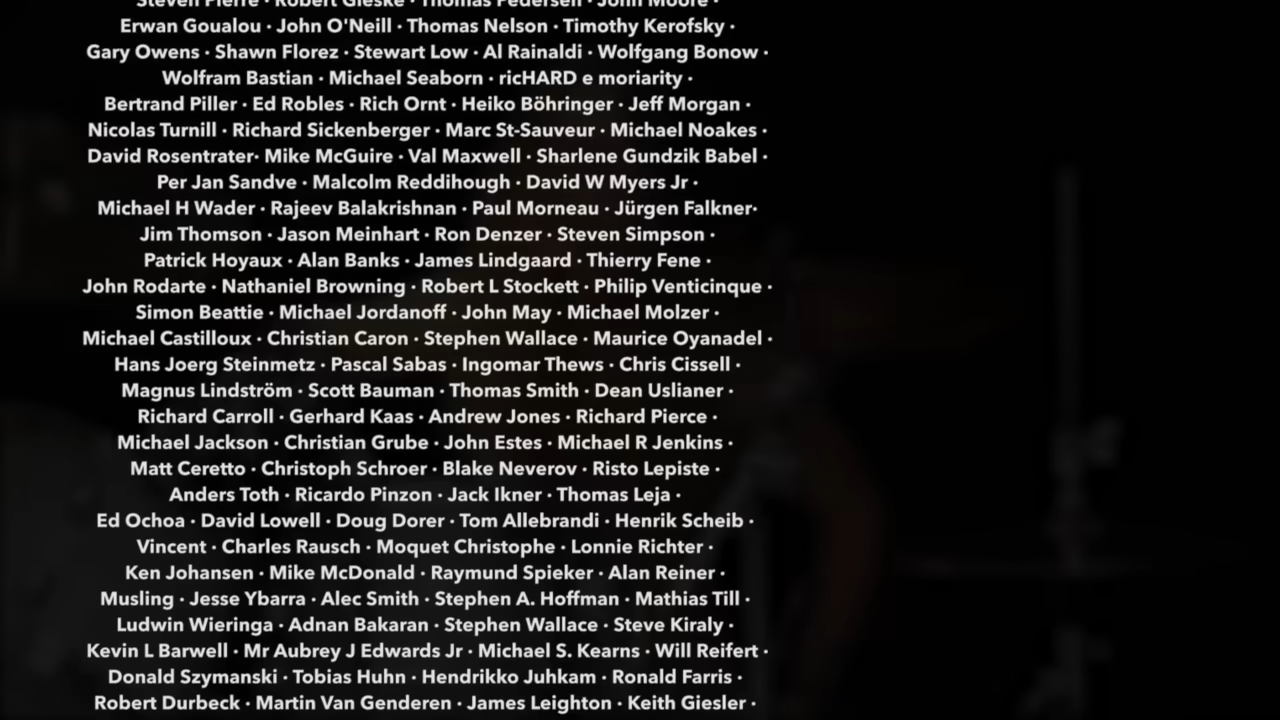 Steven Pierre · Robert Gieske · Thomas Pedersen · John Moore ·
Erwan Goualou · John O'Neill · Thomas Nelson · Timothy Kerofsky ·
Gary Owens · Shawn Florez · Stewart Low · Al Rainaldi · Wolfgang Bonow ·
Wolfram Bastian · Michael Seaborn · ricHARD e moriarity ·
Bertrand Piller · Ed Robles · Rich Ornt · Heiko Böhringer · Jeff Morgan ·
Nicolas Turnill · Richard Sickenberger · Marc St-Sauveur · Michael Noakes ·
David Rosentrater· Mike McGuire · Val Maxwell · Sharlene Gundzik Babel ·
Per Jan Sandve · Malcolm Reddihough · David W Myers Jr ·
Michael H Wader · Rajeev Balakrishnan · Paul Morneau · Jürgen Falkner·
Jim Thomson · Jason Meinhart · Ron Denzer · Steven Simpson ·
Patrick Hoyaux · Alan Banks · James Lindgaard · Thierry Fene ·
John Rodarte · Nathaniel Browning · Robert L Stockett · Philip Venticinque ·
Simon Beattie · Michael Jordanoff · John May · Michael Molzer ·
Michael Castilloux · Christian Caron · Stephen Wallace · Maurice Oyanadel ·
Hans Joerg Steinmetz · Pascal Sabas · Ingomar Thews · Chris Cissell ·
Magnus Lindström · Scott Bauman · Thomas Smith · Dean Uslianer ·
Richard Carroll · Gerhard Kaas · Andrew Jones · Richard Pierce ·
Michael Jackson · Christian Grube · John Estes · Michael R Jenkins ·
Matt Ceretto · Christoph Schroer · Blake Neverov · Risto Lepiste ·
Anders Toth · Ricardo Pinzon · Jack Ikner · Thomas Leja ·
Ed Ochoa · David Lowell · Doug Dorer · Tom Allebrandi · Henrik Scheib ·
Vincent · Charles Rausch · Moquet Christophe · Lonnie Richter ·
Ken Johansen · Mike McDonald · Raymund Spieker · Alan Reiner ·
Musling · Jesse Ybarra · Alec Smith · Stephen A. Hoffman · Mathias Till ·
Ludwin Wieringa · Adnan Bakaran · Stephen Wallace · Steve Kiraly ·
Kevin L Barwell · Mr Aubrey J Edwards Jr · Michael S. Kearns · Will Reifert ·
Donald Szymanski · Tobias Huhn · Hendrikko Juhkam · Ronald Farris ·
Robert Durbeck · Martin Van Genderen · James Leighton · Keith Giesler ·